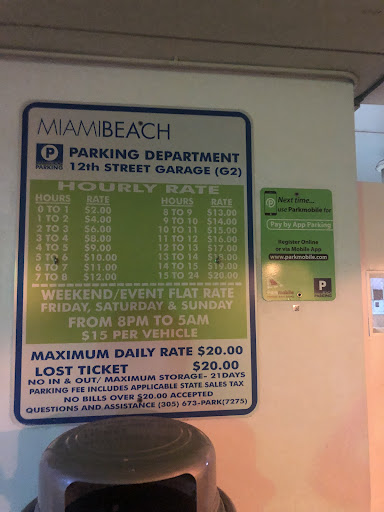 MIAMIBEACH
P
PARKING
PARKING DEPARTMENT
12th STREET GARAGE (G2)
HOURLY RATE
HOURS RATE HOURS RATE
0 TO 1 $2.00 8 TO 9 $13.00
1 TO 2 $4.00 9 TO 10 $14.00
2 TO 3 $6.00 10 TO 11 $15.00
3 TO 4 $8.00 11 TO 12 $16.00
4 TO 5 $9.00 12 TO 13 $17.00
5 TO $10.00 13 TO 14 $18.00
6 TO 7 $11.00 14 TO 15 $19.00
7 TO 8 $12.00 15 TO 24 $20.00
WEEKEND/EVENT FLAT RATE
FRIDAY, SATURDAY & SUNDAY
FROM 8PM TO 5AM
$15 PER VEHICLE
MAXIMUM DAILY RATE $20.00
LOST TICKET $20.00
NO IN & OUT/ MAXIMUM STORAGE- 21DAYS
PARKING FEE INCLUDES APPLICABLE STATE SALES TAX
NO BILLS OVER $20.00 ACCEPTED
QUESTIONS AND ASSISTANCE (305) 673-PARK(7275)
P
Next time...
use Parkmobile for
Pay by App Parking
Register Online
or via Mobile App
www.parkmobile.com
P
PARKING